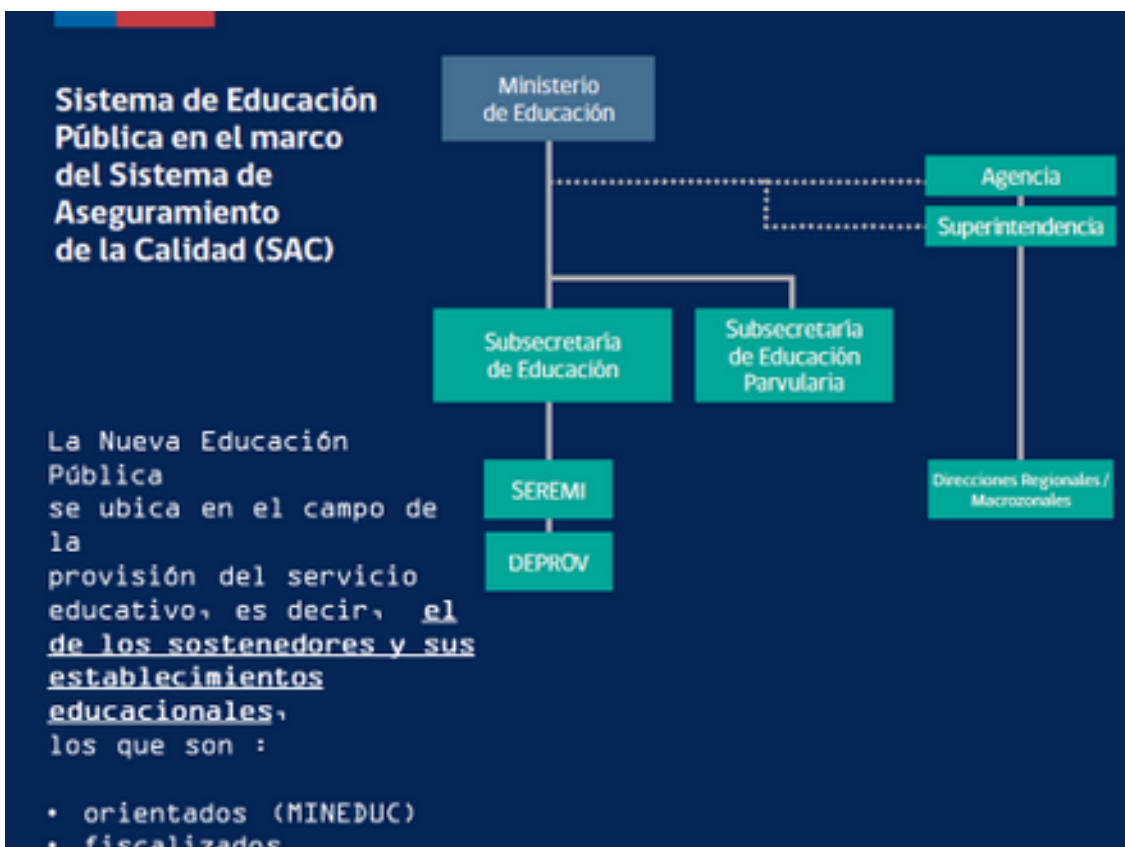 Sistema de Educación
Pública en el marco
del Sistema de
Aseguramiento
de la Calidad (SAC)
Ministerio
de Educación
Agencia
Superintendencia
Subsecretaría
de Educación
Subsecretaría
de Educación
Parvularia
SEREMI
DEPROV
Direcciones Regionales /
Macrozonales
La Nueva Educación
Pública
se ubica en el campo de
la
provisión del servicio
educativo, es decir, el
de los sostenedores y sus
establecimientos
educacionales,
los que son :
• orientados (MINEDUC)
• fiscalizados